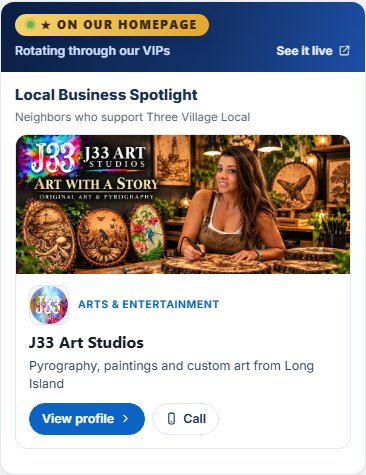 ★ ON OUR HOMEPAGE
Rotating through our VIPs
See it live
Local Business Spotlight
Neighbors who support Three Village Local
J33 J33 ART
STUDIOS
ART WITH A STORY
ORIGINAL ART & PYROGRAPHY
J33
ARTS & ENTERTAINMENT
J33 Art Studios
Pyrography, paintings and custom art from Long
Island
View profile
Call